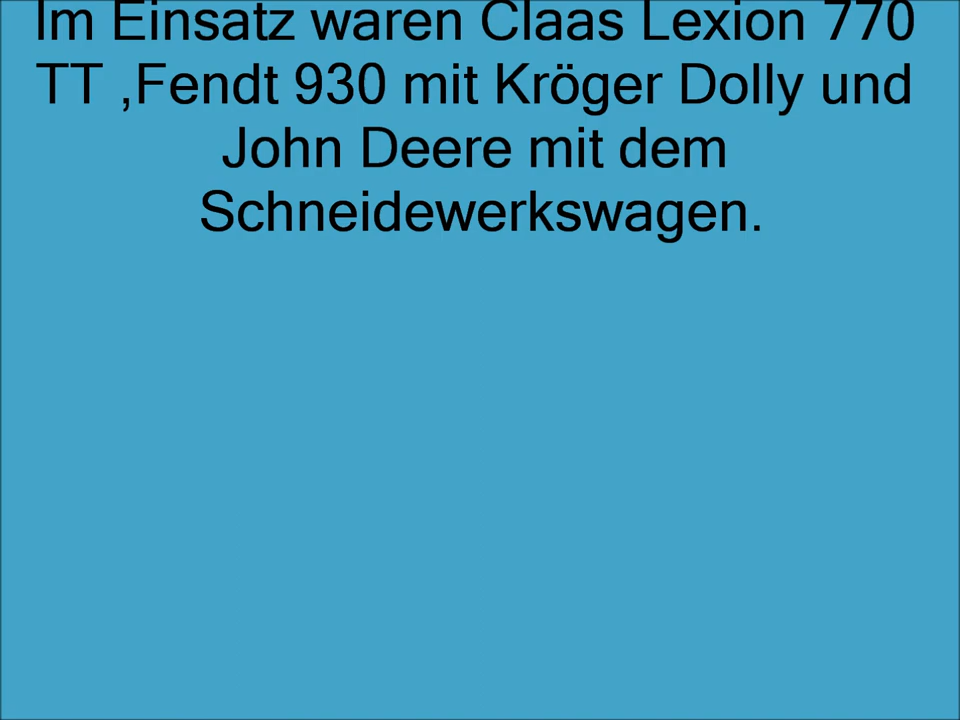 Im Einsatz waren Claas Lexion 770
TT ,Fendt 930 mit Kröger Dolly und
John Deere mit dem
Schneidewerkswagen.